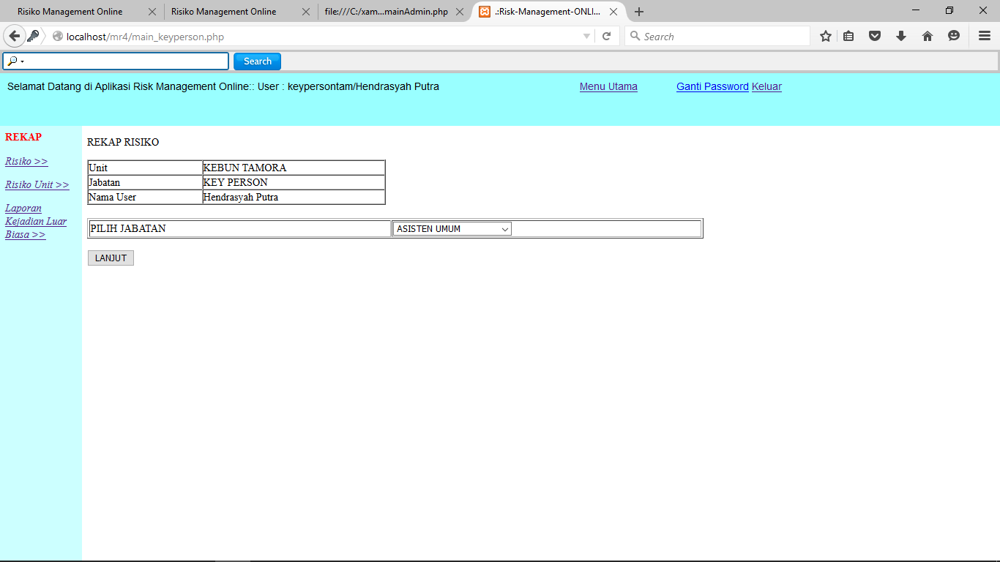 Risiko Management Online
Risiko Management Online
file:///C:/xam...mainAdmin.php
.:Risk-Management-ONLI...
localhost/mr4/main_keyperson.php
Search
Search
Selamat Datang di Aplikasi Risk Management Online:: User : keypersontam/Hendrasyah Putra
Menu Utama
Ganti Password Keluar
REKAP
Risiko >>
Risiko Unit >>
Laporan
Kejadian Luar
Biasa >>
REKAP RISIKO
Unit KEBUN TAMORA
Jabatan KEY PERSON
Nama User Hendrasyah Putra
PILIH JABATAN ASISTEN UMUM
LANJUT